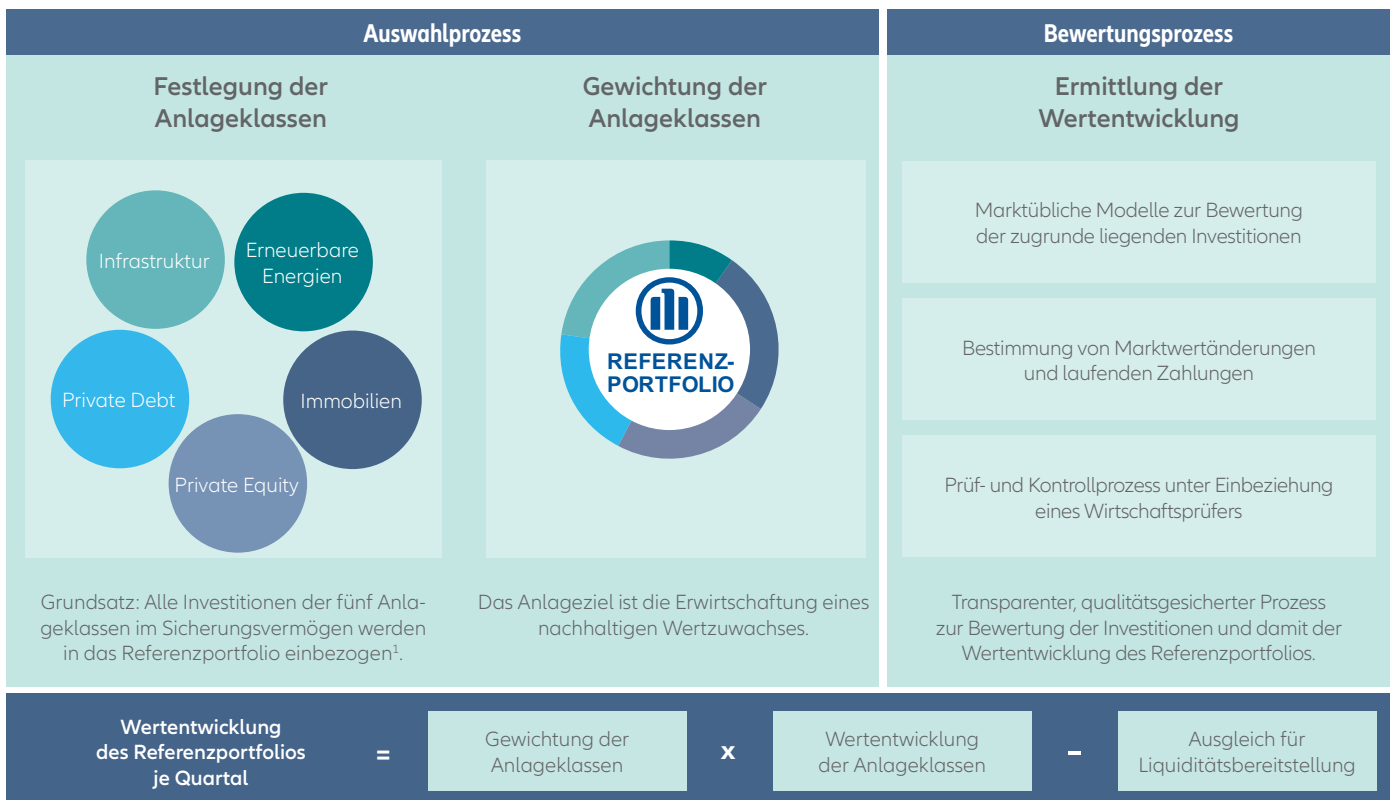 Auswahlprozess
Festlegung der
Anlageklassen
Infrastruktur
Erneuerbare
Energien
Private Debt
Immobilien
Private Equity
Grundsatz: Alle Investitionen der fünf Anla-
geklassen im Sicherungsvermögen werden
in das Referenzportfolio einbezogen¹.
Gewichtung der
Anlageklassen
REFERENZ-
PORTFOLIO
Das Anlageziel ist die Erwirtschaftung eines
nachhaltigen Wertzuwachses.
Bewertungsprozess
Ermittlung der
Wertentwicklung
Marktübliche Modelle zur Bewertung
der zugrunde liegenden Investitionen
Bestimmung von Marktwertänderungen
und laufenden Zahlungen
Prüf- und Kontrollprozess unter Einbeziehung
eines Wirtschaftsprüfers
Transparenter, qualitätsgesicherter Prozess
zur Bewertung der Investitionen und damit der
Wertentwicklung des Referenzportfolios.
Wertentwicklung
des Referenzportfolios
je Quartal
=
Gewichtung der
Anlageklassen
x
Wertentwicklung
der Anlageklassen
–
Ausgleich für
Liquiditätsbereitstellung